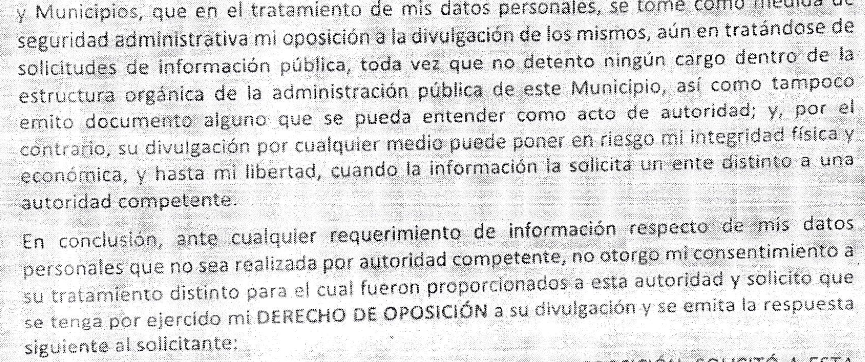 y Municipios, que en el tratamiento de mis datos personales, se tome como medida de
seguridad administrativa mi oposición a la divulgación de los mismos, aún en tratándose de
solicitudes de información pública, toda vez que no detento ningún cargo dentro de la
estructura orgánica de la administración pública de este Municipio, así como tampoco
emito documento alguno que se pueda entender como acto de autoridad; y, por el
contrario, su divulgación por cualquier medio puede poner en riesgo mi integridad física y
económica, y hasta mi libertad, cuando la información la solicita un ente distinto a una
autoridad competente.
En conclusión, ante cualquier requerimiento de información respecto de mis datos
personales que no sea realizada por autoridad competente, no otorgo mi consentimiento a
su tratamiento distinto para el cual fueron proporcionados a esta autoridad y solicito que
se tenga por ejercido mi DERECHO DE OPOSICIÓN a su divulgación y se emita la respuesta
siguiente al solicitante:
SOLICITÓ A ESTA